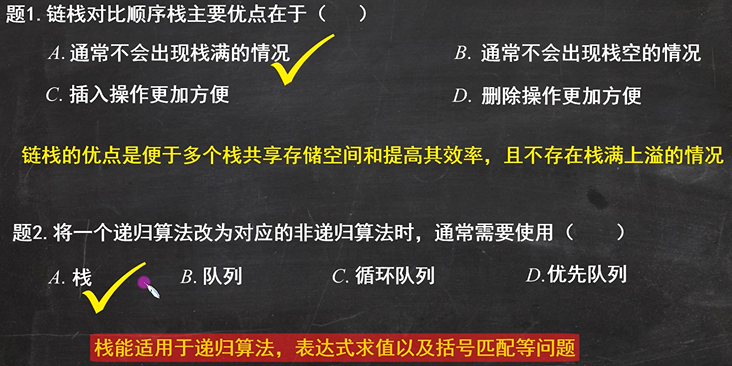 题1.链栈对比顺序栈主要优点在于（ ）
A.通常不会出现栈满的情况 B. 通常不会出现栈空的情况
C. 插入操作更加方便 D. 删除操作更加方便
链栈的优点是便于多个栈共享存储空间和提高其效率，且不存在栈满上溢的情况
题2.将一个递归算法改为对应的非递归算法时，通常需要使用（ ）
A. 栈 B.队列 C. 循环队列 D.优先队列
栈能适用于递归算法，表达式求值以及括号匹配等问题